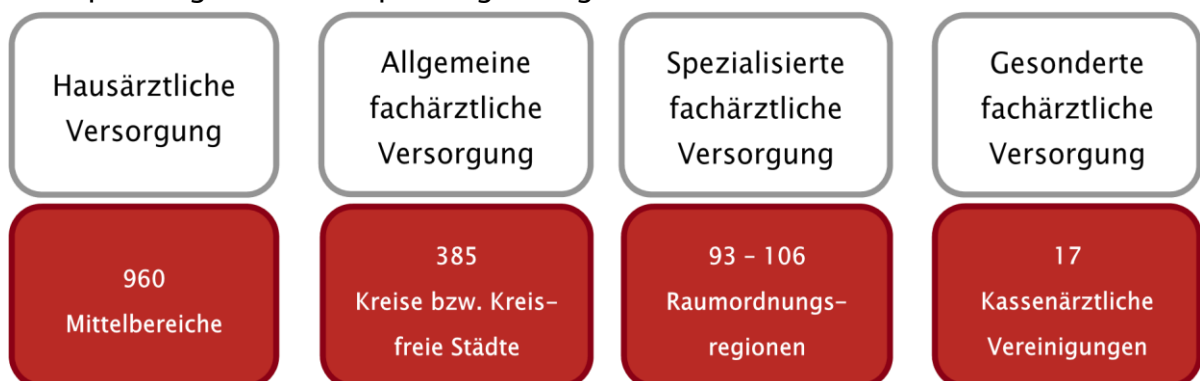 Hausärztliche
Versorgung
Allgemeine
fachärztliche
Versorgung
Spezialisierte
fachärztliche
Versorgung
Gesonderte
fachärztliche
Versorgung
960
Mittelbereiche
385
Kreise bzw. Kreis-
freie Städte
93 – 106
Raumordnungs-
regionen
17
Kassenärztliche
Vereinigungen